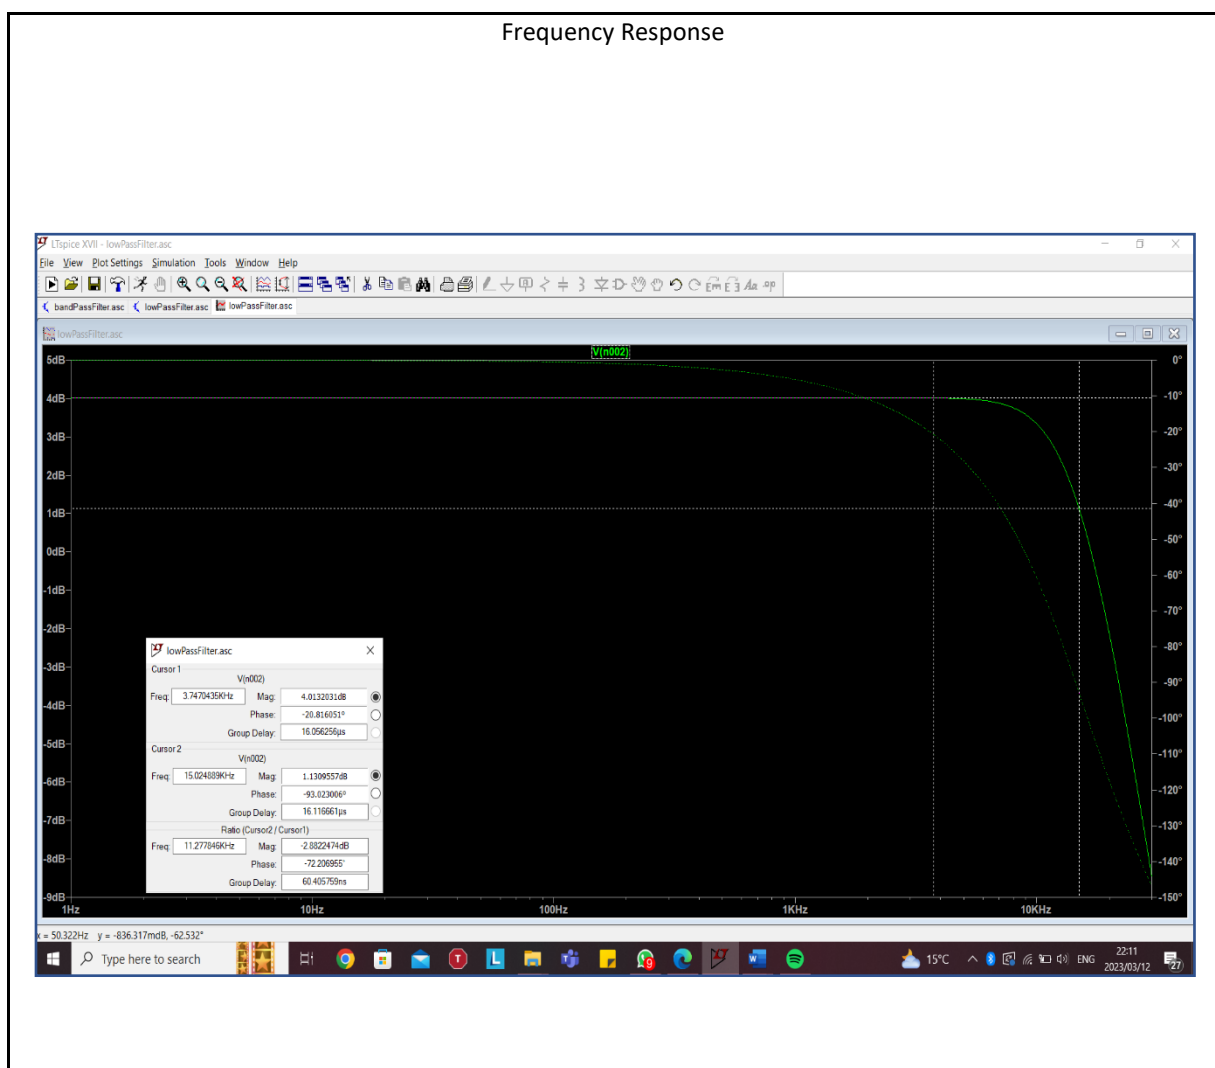 Frequency Response
LTspice XVII - lowPassFilter.asc
File View Plot Settings Simulation Tools Window Help
bandPassFilter.asc lowPassFilter.asc lowPassFilter.asc
lowPassFilter.asc
V(n002)
5dB 0°
4dB -10°
3dB -20°
-30°
2dB
1dB -40°
-50°
0dB
-60°
-1dB
-70°
-2dB
-80°
-3dB
-90°
-4dB
-100°
-5dB
-110°
-6dB
-120°
-7dB
-130°
-8dB
-140°
-9dB -150°
1Hz 10Hz 100Hz 1KHz 10KHz
lowPassFilter.asc
Cursor 1
V(n002)
Freq: 3.7470435KHz Mag: 4.0132031dB
Phase: -20.816051°
Group Delay: 16.056256µs
Cursor 2
V(n002)
Freq: 15.024889KHz Mag: 1.1309557dB
Phase: -93.023006°
Group Delay: 16.116661µs
Ratio (Cursor2 / Cursor1)
Freq: 11.277846KHz Mag: -2.8822474dB
Phase: -72.206955°
Group Delay: 60.405759ns
x = 50.322Hz y = -836.317mdB, -62.532°
Type here to search
15°C ENG 22:11
2023/03/12
27